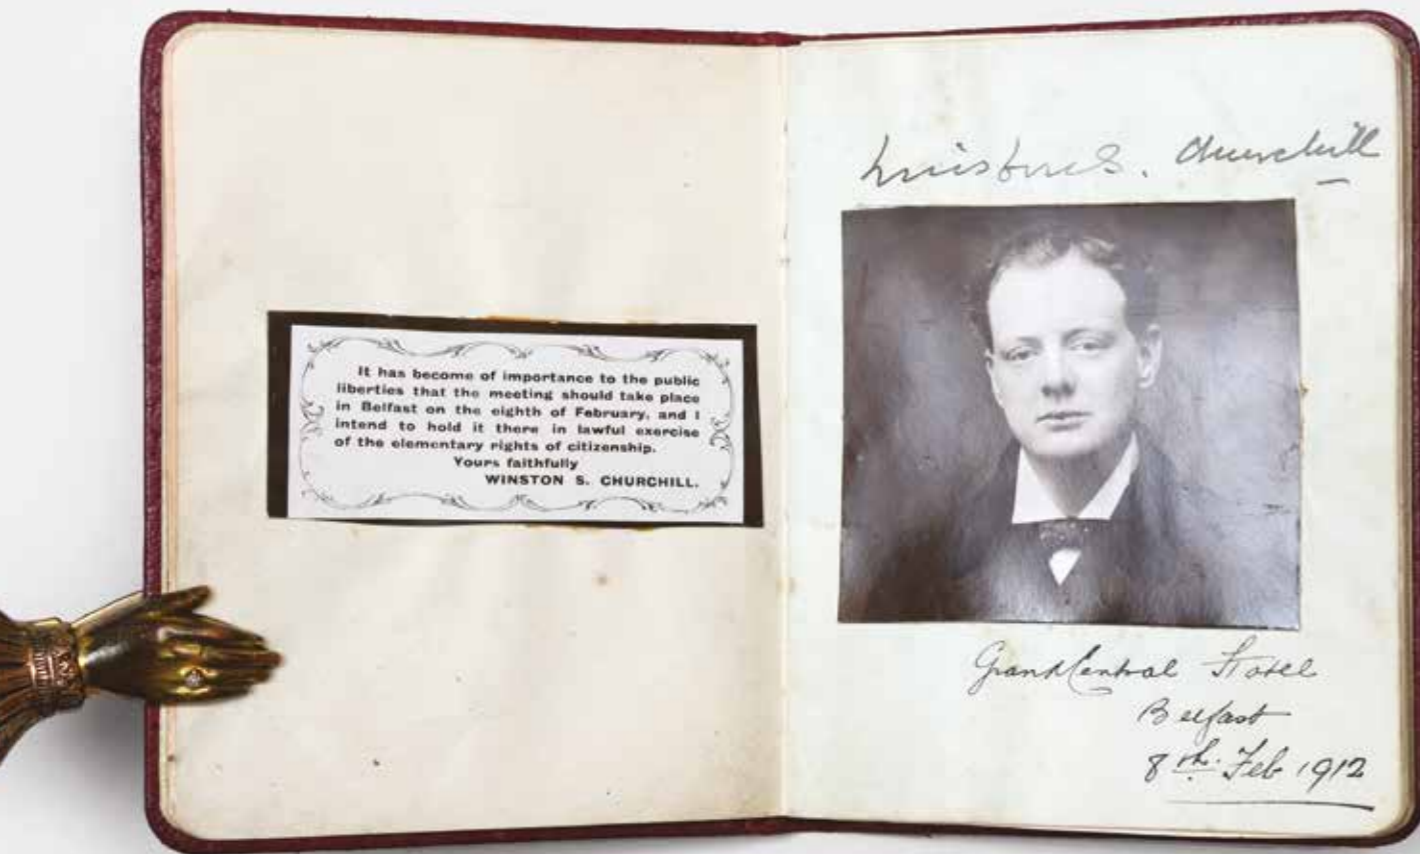 It has become of importance to the public
liberties that the meeting should take place
in Belfast on the eighth of February, and I
intend to hold it there in lawful exercise
of the elementary rights of citizenship.
Yours faithfully
WINSTON S. CHURCHILL.
Winston S. Churchill
Grand Central Hotel
Belfast
8th. Feb 1912